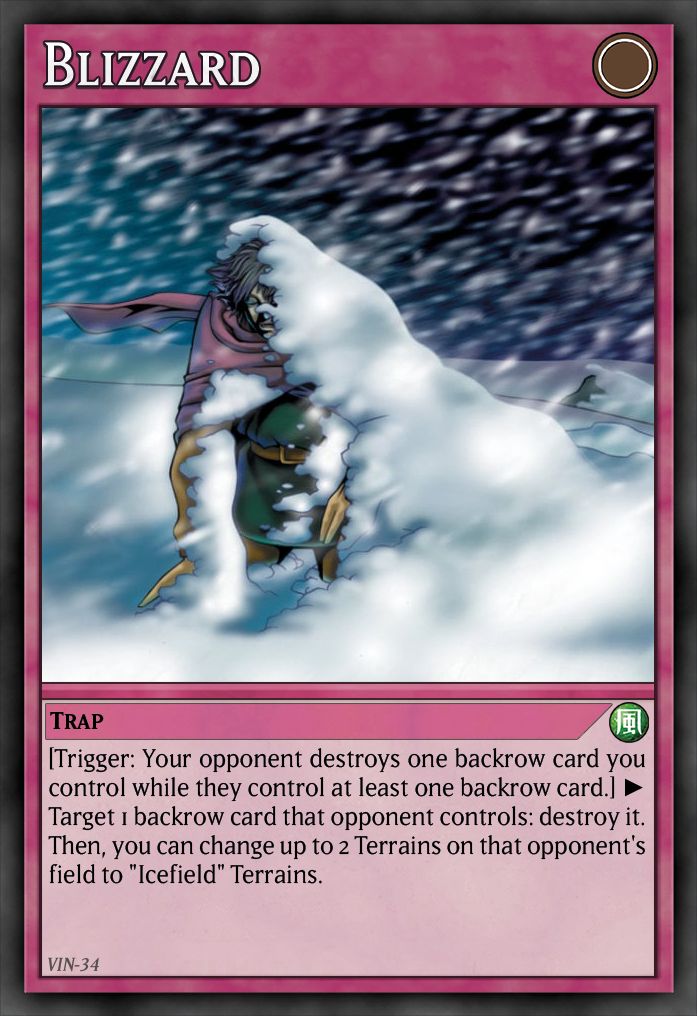 Blizzard
Trap
風
[Trigger: Your opponent destroys one backrow card you
control while they control at least one backrow card.] ►
Target 1 backrow card that opponent controls: destroy it.
Then, you can change up to 2 Terrains on that opponent's
field to "Icefield" Terrains.
VIN-34